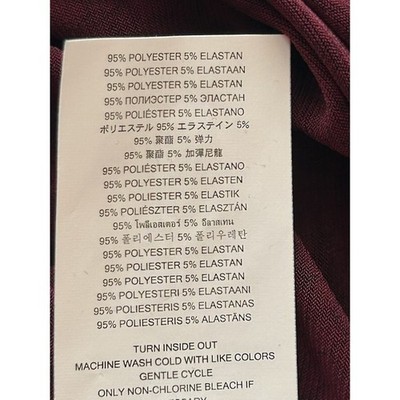 95% POLYESTER 5% ELASTAN
95% POLYESTER 5% ELASTAAN
95% POLYESTER 5% ELASTAN
95% ПОЛИЭСТЕР 5% ЭЛАСТАН
95% POLIÉSTER 5% ELASTANO
ポリエステル 95% エラステイン 5%
95% 聚酯 5% 弹力
95% 聚酯 5% 加彈尼龍
95% POLIÉSTER 5% ELASTANO
95% POLYESTER 5% ELASTEN
95% POLYESTER 5% ELASTIK
95% POLIÉSZTER 5% ELASZTÁN
95% โพลีเอสเตอร์ 5% อีลาสเทน
95% 폴리에스터 5% 폴리우레탄
95% POLYESTER 5% ELASTAN
95% POLIESTER 5% ELASTAN
95% POLYESTERI 5% ELASTAANI
95% POLIESTERIS 5% ELASTANAS
95% POLIESTERIS 5% ALASTĀNS
TURN INSIDE OUT
MACHINE WASH COLD WITH LIKE COLORS
GENTLE CYCLE
ONLY NON-CHLORINE BLEACH IF